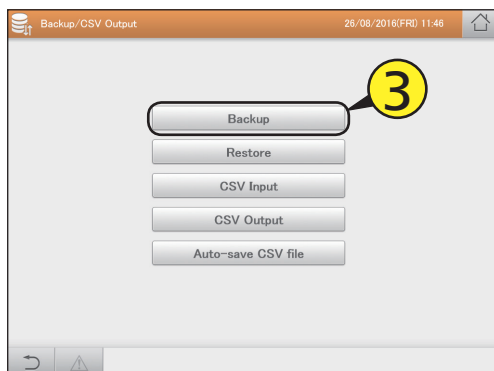 Backup/CSV Output 26/08/2016(FRI) 11:46
3
Backup
Restore
CSV Input
CSV Output
Auto-save CSV file